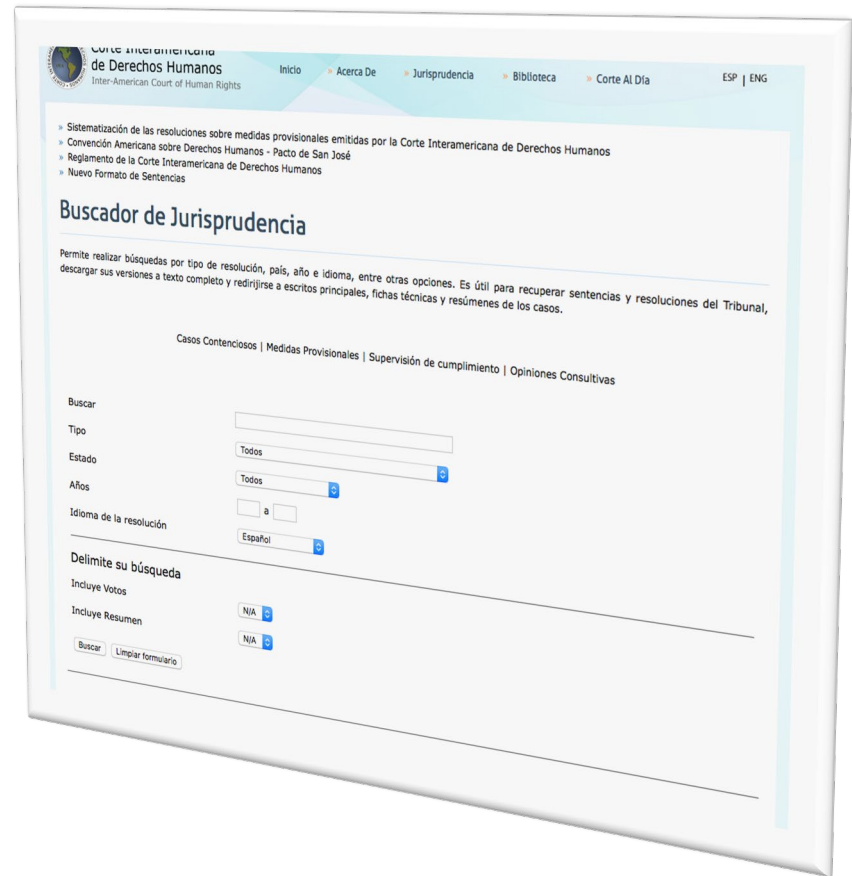 Corte Interamericana
de Derechos Humanos
Inter-American Court of Human Rights
Inicio » Acerca De » Jurisprudencia » Biblioteca » Corte Al Día ESP | ENG
» Sistematización de las resoluciones sobre medidas provisionales emitidas por la Corte Interamericana de Derechos Humanos
» Convención Americana sobre Derechos Humanos - Pacto de San José
» Reglamento de la Corte Interamericana de Derechos Humanos
» Nuevo Formato de Sentencias
Buscador de Jurisprudencia
Permite realizar búsquedas por tipo de resolución, país, año e idioma, entre otras opciones. Es útil para recuperar sentencias y resoluciones del Tribunal,
descargar sus versiones a texto completo y redirijirse a escritos principales, fichas técnicas y resúmenes de los casos.
Casos Contenciosos | Medidas Provisionales | Supervisión de cumplimiento | Opiniones Consultivas
Buscar
Tipo Todos
Estado Todos
Años a
Idioma de la resolución Español
Delimite su búsqueda
Incluye Votos N/A
Incluye Resumen N/A
Buscar Limpiar formulario